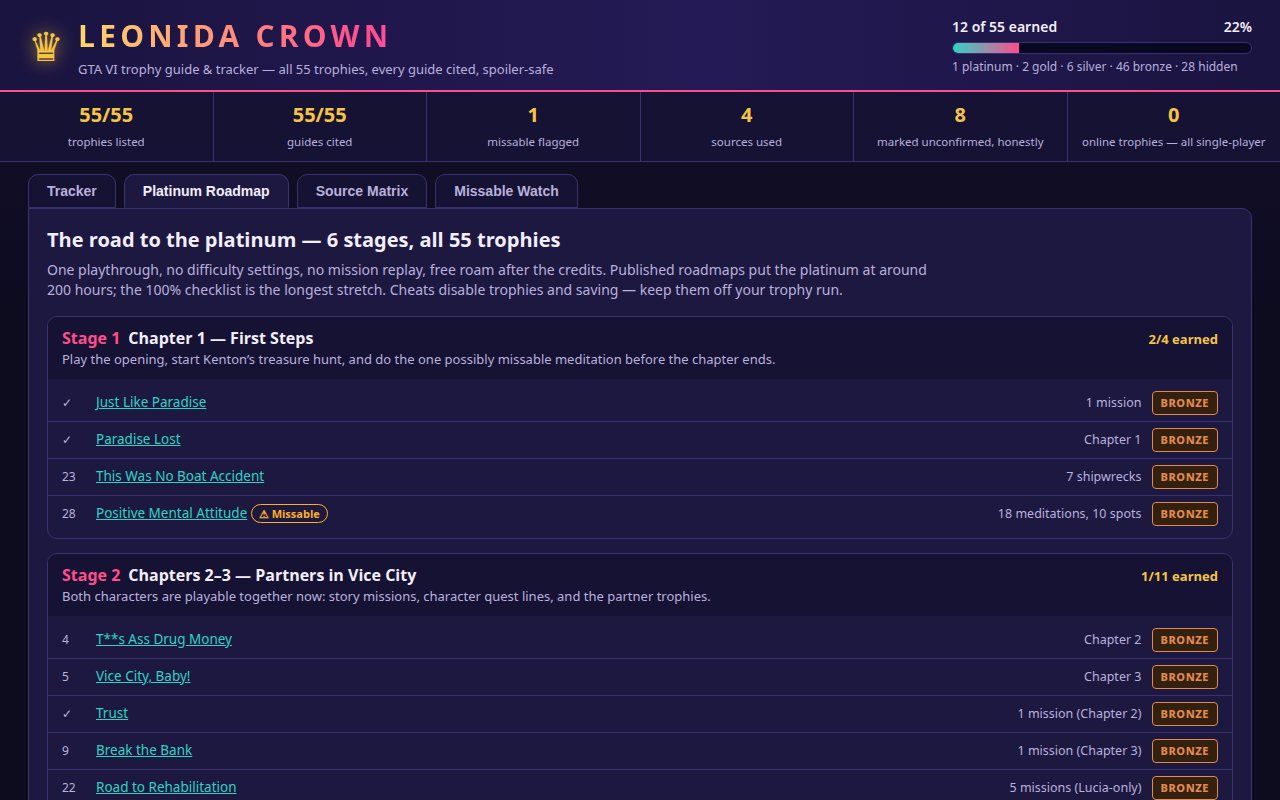 LEONIDA CROWN
GTA VI trophy guide & tracker — all 55 trophies, every guide cited, spoiler-safe
12 of 55 earned 22%
1 platinum · 2 gold · 6 silver · 46 bronze · 28 hidden
55/55
trophies listed
55/55
guides cited
1
missable flagged
4
sources used
8
marked unconfirmed, honestly
0
online trophies — all single-player
Tracker
Platinum Roadmap
Source Matrix
Missable Watch
The road to the platinum — 6 stages, all 55 trophies
One playthrough, no difficulty settings, no mission replay, free roam after the credits. Published roadmaps put the platinum at around
200 hours; the 100% checklist is the longest stretch. Cheats disable trophies and saving — keep them off your trophy run.
Stage 1 Chapter 1 — First Steps 2/4 earned
Play the opening, start Kenton's treasure hunt, and do the one possibly missable meditation before the chapter ends.
✓ Just Like Paradise 1 mission BRONZE
✓ Paradise Lost Chapter 1 BRONZE
23 This Was No Boat Accident 7 shipwrecks BRONZE
28 Positive Mental Attitude ⚠ Missable 18 meditations, 10 spots BRONZE
Stage 2 Chapters 2–3 — Partners in Vice City 1/11 earned
Both characters are playable together now: story missions, character quest lines, and the partner trophies.
4 T**s Ass Drug Money Chapter 2 BRONZE
5 Vice City, Baby! Chapter 3 BRONZE
✓ Trust 1 mission (Chapter 2) BRONZE
9 Break the Bank 1 mission (Chapter 3) BRONZE
22 Road to Rehabilitation 5 missions (Lucia-only) BRONZE